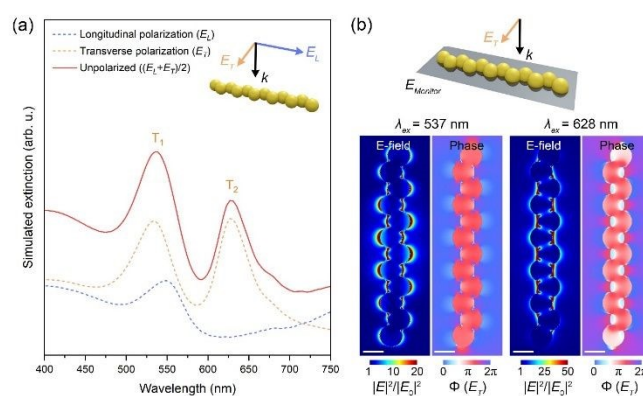 (a)
Longitudinal polarization (E_L)
Transverse polarization (E_T)
Unpolarized ((E_L+E_T)/2)
E_T
E_L
k
T₁
T₂
Simulated extinction (arb. u.)
400 450 500 550 600 650 700 750
Wavelength (nm)
(b)
E_T
k
E_Monitor
λ_ex = 537 nm
λ_ex = 628 nm
E-field Phase E-field Phase
1 10 20 0 π 2π 1 25 50 0 π 2π
|E|²/|E₀|² Φ (E_T) |E|²/|E₀|² Φ (E_T)